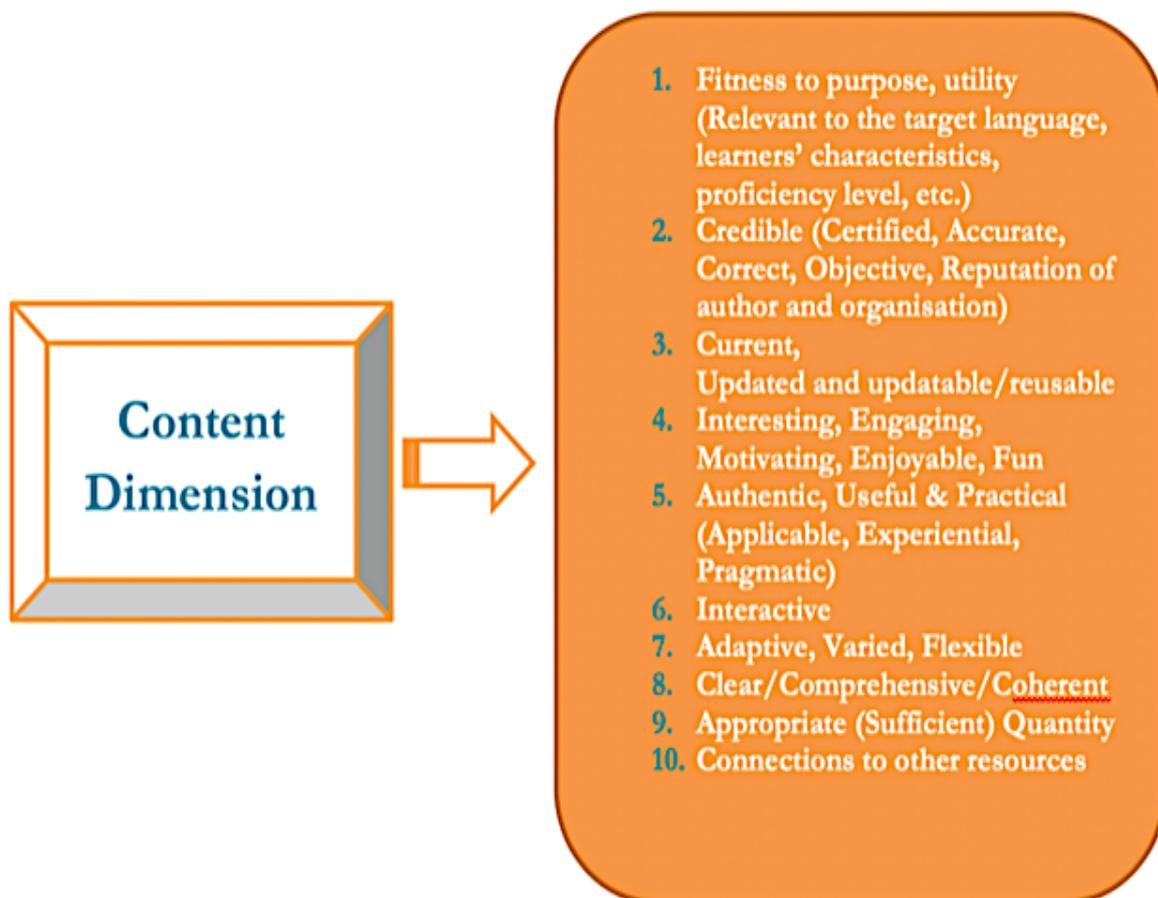 Content
Dimension
1. Fitness to purpose, utility
(Relevant to the target language,
learners’ characteristics,
proficiency level, etc.)
2. Credible (Certified, Accurate,
Correct, Objective, Reputation of
author and organisation)
3. Current,
Updated and updatable/reusable
4. Interesting, Engaging,
Motivating, Enjoyable, Fun
5. Authentic, Useful & Practical
(Applicable, Experiential,
Pragmatic)
6. Interactive
7. Adaptive, Varied, Flexible
8. Clear/Comprehensive/Coherent
9. Appropriate (Sufficient) Quantity
10. Connections to other resources